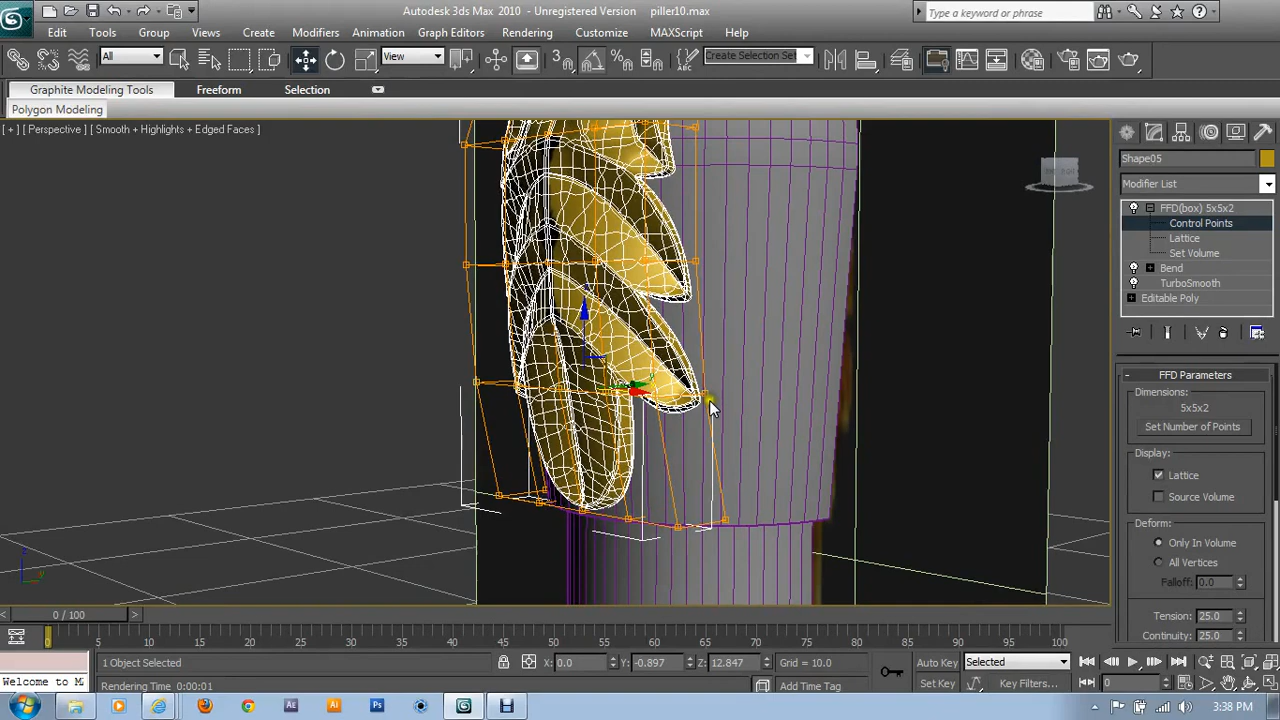 Autodesk 3ds Max 2010 - Unregistered Version piller10.max
Type a keyword or phrase
Edit Tools Group Views Create Modifiers Animation Graph Editors Rendering Customize MAXScript Help
All View Create Selection Set
Graphite Modeling Tools Freeform Selection
Polygon Modeling
[ + ] [ Perspective ] [ Smooth + Highlights + Edged Faces ]
Shape05
Modifier List
FFD(box) 5x5x2
Control Points
Lattice
Set Volume
Bend
TurboSmooth
Editable Poly
FFD Parameters
Dimensions:
5x5x2
Set Number of Points
Display:
Lattice
Source Volume
Deform:
Only In Volume
All Vertices
Falloff: 0.0
Tension: 25.0
Continuity: 25.0
0 / 100
5 10 15 20 25 30 35 40 45 50 55 60 65 70 75 80 85 90 95 100
1 Object Selected X: 0.0 Y: -0.897 Z: 12.847 Grid = 10.0 Auto Key Selected
Welcome to M Rendering Time 0:00:01 Add Time Tag Set Key Key Filters... 0
3:38 PM